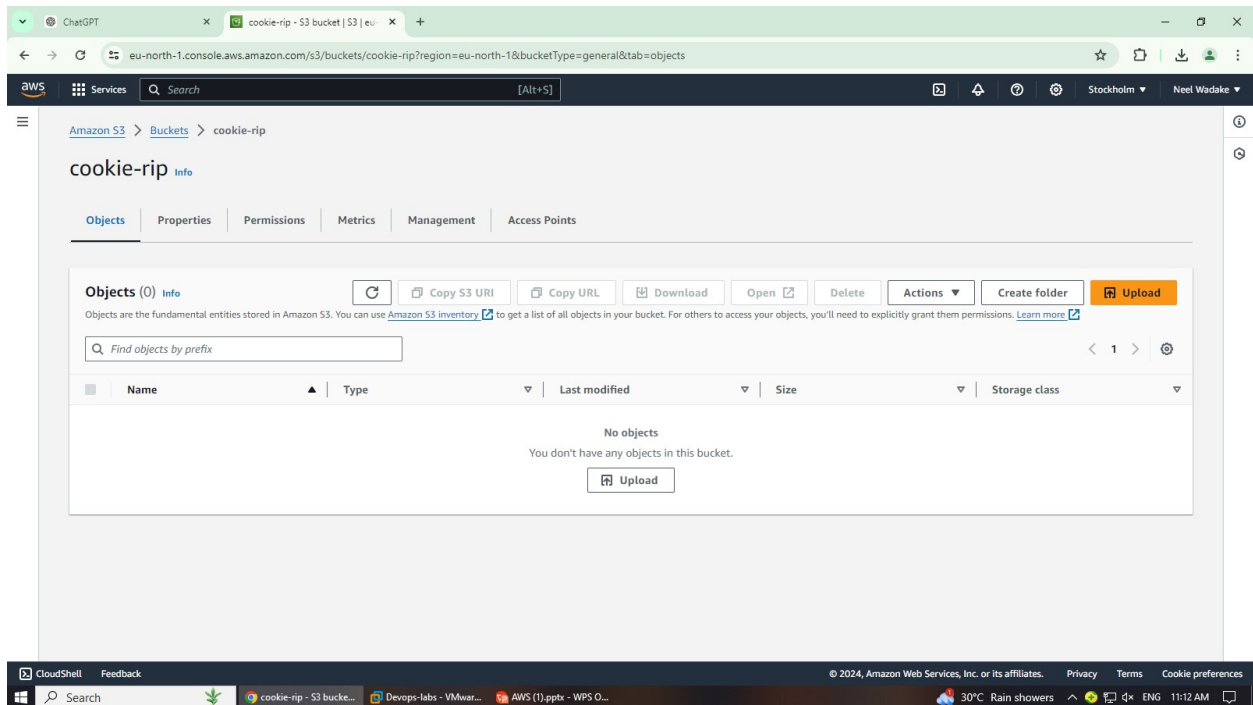 ChatGPT
cookie-rip - S3 bucket | S3 | eu-
eu-north-1.console.aws.amazon.com/s3/buckets/cookie-rip?region=eu-north-1&bucketType=general&tab=objects
aws Services Search [Alt+S] Stockholm Neel Wadake
Amazon S3 > Buckets > cookie-rip
cookie-rip Info
Objects Properties Permissions Metrics Management Access Points
Objects (0) Info Copy S3 URI Copy URL Download Open Delete Actions Create folder Upload
Objects are the fundamental entities stored in Amazon S3. You can use Amazon S3 inventory to get a list of all objects in your bucket. For others to access your objects, you'll need to explicitly grant them permissions. Learn more
Find objects by prefix 1
Name Type Last modified Size Storage class
No objects
You don't have any objects in this bucket.
Upload
CloudShell Feedback © 2024, Amazon Web Services, Inc. or its affiliates. Privacy Terms Cookie preferences
Search cookie-rip - S3 bucke... Devops-labs - VMwar... AWS (1).pptx - WPS O... 30°C Rain showers ENG 11:12 AM